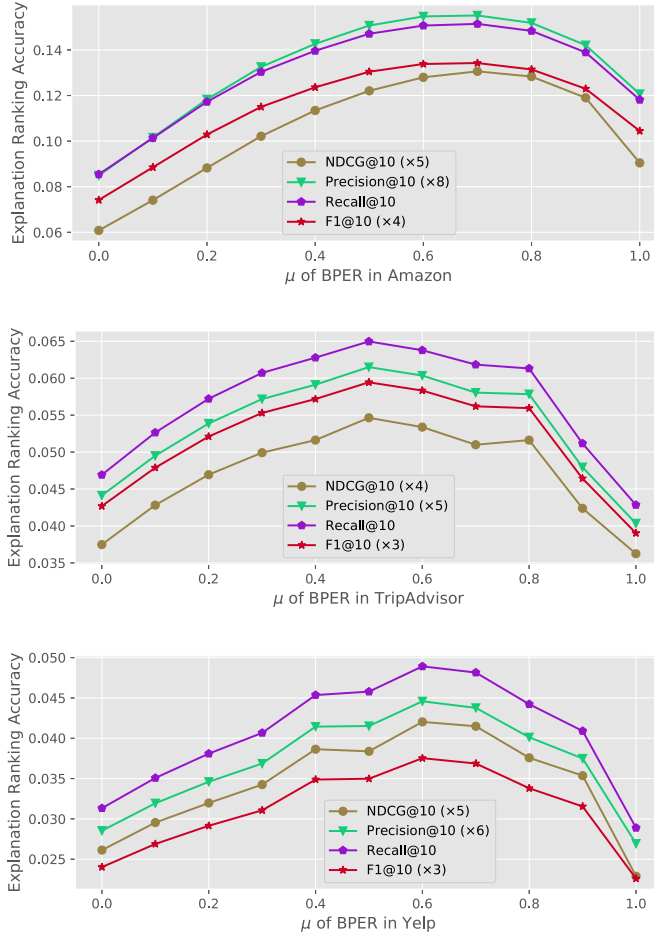 Explanation Ranking Accuracy
0.14
0.12
0.10
0.08
0.06
NDCG@10 (×5)
Precision@10 (×8)
Recall@10
F1@10 (×4)
0.0 0.2 0.4 0.6 0.8 1.0
μ of BPER in Amazon
Explanation Ranking Accuracy
0.065
0.060
0.055
0.050
0.045
0.040
0.035
NDCG@10 (×4)
Precision@10 (×5)
Recall@10
F1@10 (×3)
0.0 0.2 0.4 0.6 0.8 1.0
μ of BPER in TripAdvisor
Explanation Ranking Accuracy
0.050
0.045
0.040
0.035
0.030
0.025
NDCG@10 (×5)
Precision@10 (×6)
Recall@10
F1@10 (×3)
0.0 0.2 0.4 0.6 0.8 1.0
μ of BPER in Yelp